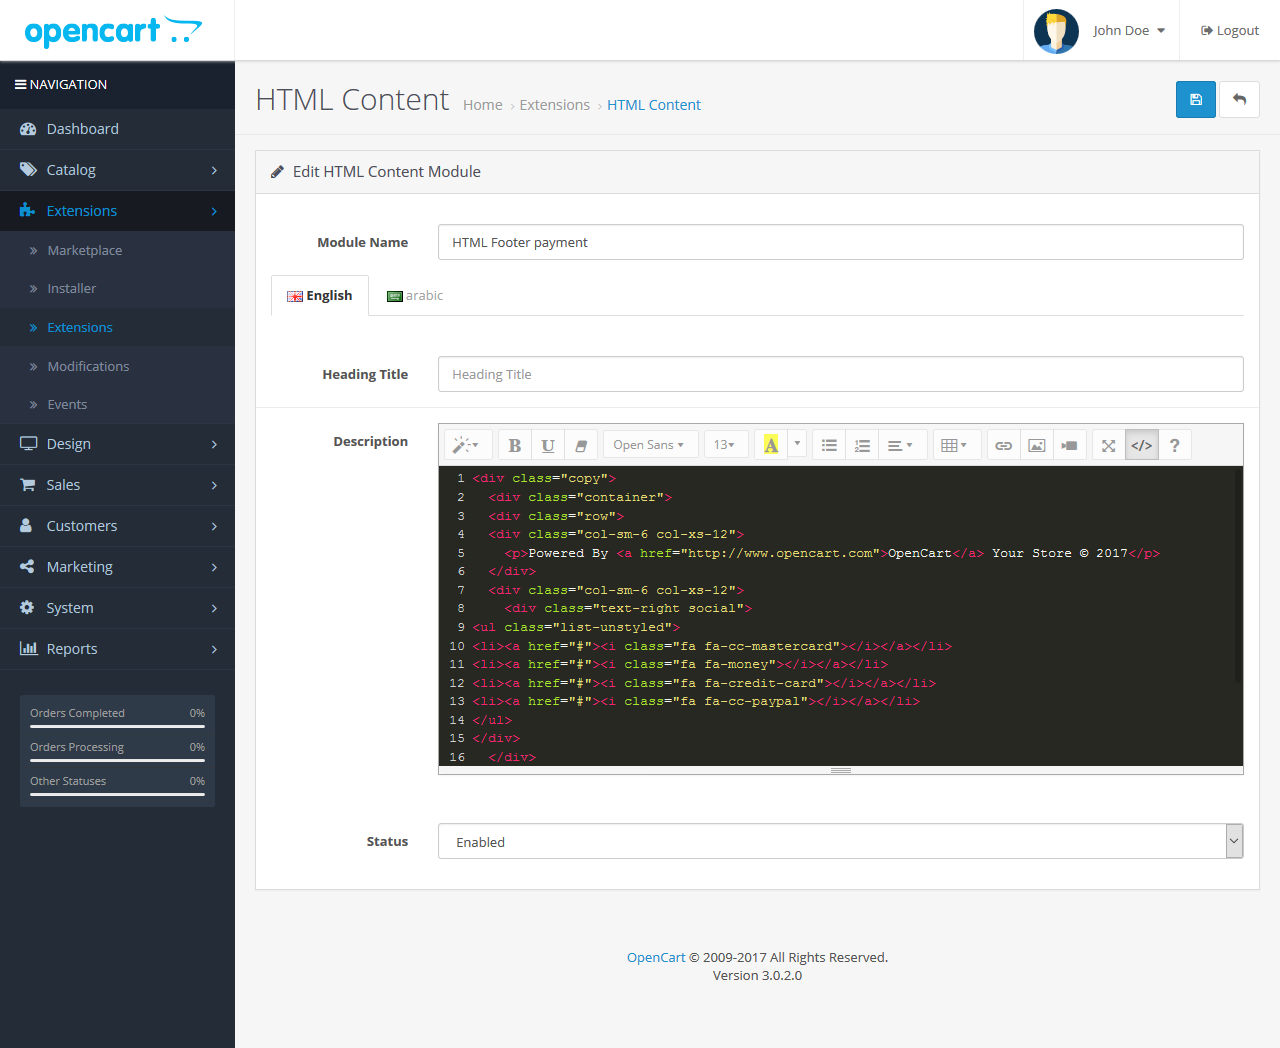 opencart
John Doe
Logout
NAVIGATION
Dashboard
Catalog
Extensions
Marketplace
Installer
Extensions
Modifications
Events
Design
Sales
Customers
Marketing
System
Reports
Orders Completed 0%
Orders Processing 0%
Other Statuses 0%
HTML Content Home › Extensions › HTML Content
Edit HTML Content Module
Module Name HTML Footer payment
English arabic
Heading Title Heading Title
Description
B U Open Sans 13 A </> ?
1 <div class="copy">
2 <div class="container">
3 <div class="row">
4 <div class="col-sm-6 col-xs-12">
5 <p>Powered By <a href="http://www.opencart.com">OpenCart</a> Your Store © 2017</p>
6 </div>
7 <div class="col-sm-6 col-xs-12">
8 <div class="text-right social">
9 <ul class="list-unstyled">
10 <li><a href="#"><i class="fa fa-cc-mastercard"></i></a></li>
11 <li><a href="#"><i class="fa fa-money"></i></a></li>
12 <li><a href="#"><i class="fa fa-credit-card"></i></a></li>
13 <li><a href="#"><i class="fa fa-cc-paypal"></i></a></li>
14 </ul>
15 </div>
16 </div>
Status Enabled
OpenCart © 2009-2017 All Rights Reserved.
Version 3.0.2.0